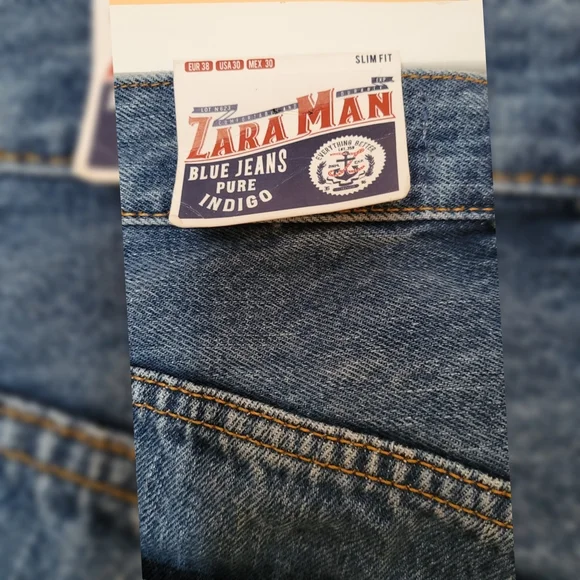 EUR 38 USA 30 MEX 30
SLIM FIT
ZARA MAN
BLUE JEANS
PURE
INDIGO
EVERYTHING BETTER